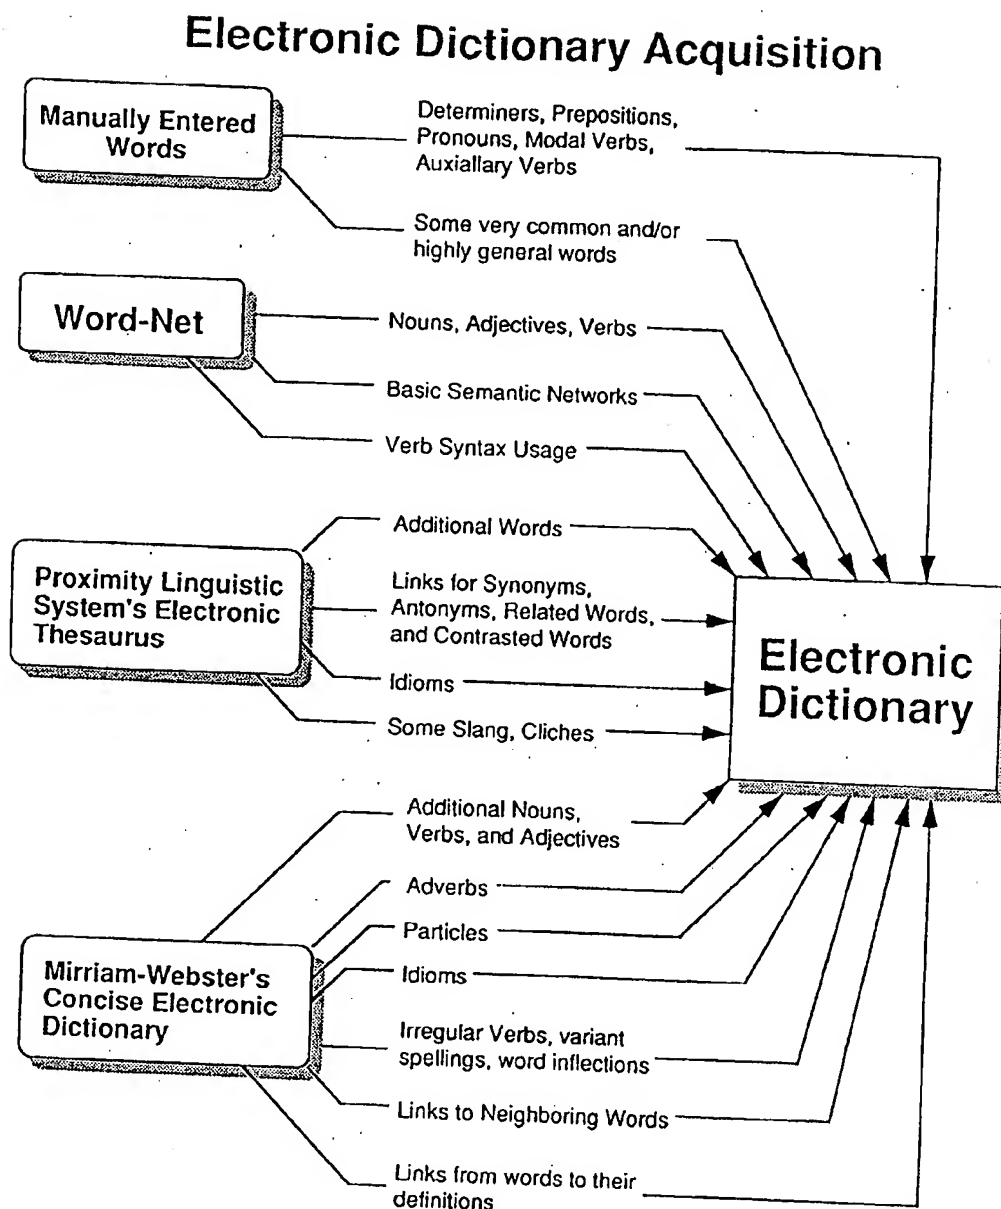 Electronic Dictionary Acquisition
Manually Entered
Words
Determiners, Prepositions,
Pronouns, Modal Verbs,
Auxiallary Verbs
Some very common and/or
highly general words
Word-Net
Nouns, Adjectives, Verbs
Basic Semantic Networks
Verb Syntax Usage
Proximity Linguistic
System's Electronic
Thesaurus
Additional Words
Links for Synonyms,
Antonyms, Related Words,
and Contrasted Words
Idioms
Some Slang, Cliches
Electronic
Dictionary
Mirriam-Webster's
Concise Electronic
Dictionary
Additional Nouns,
Verbs, and Adjectives
Adverbs
Particles
Idioms
Irregular Verbs, variant
spellings, word inflections
Links to Neighboring Words
Links from words to their
definitions